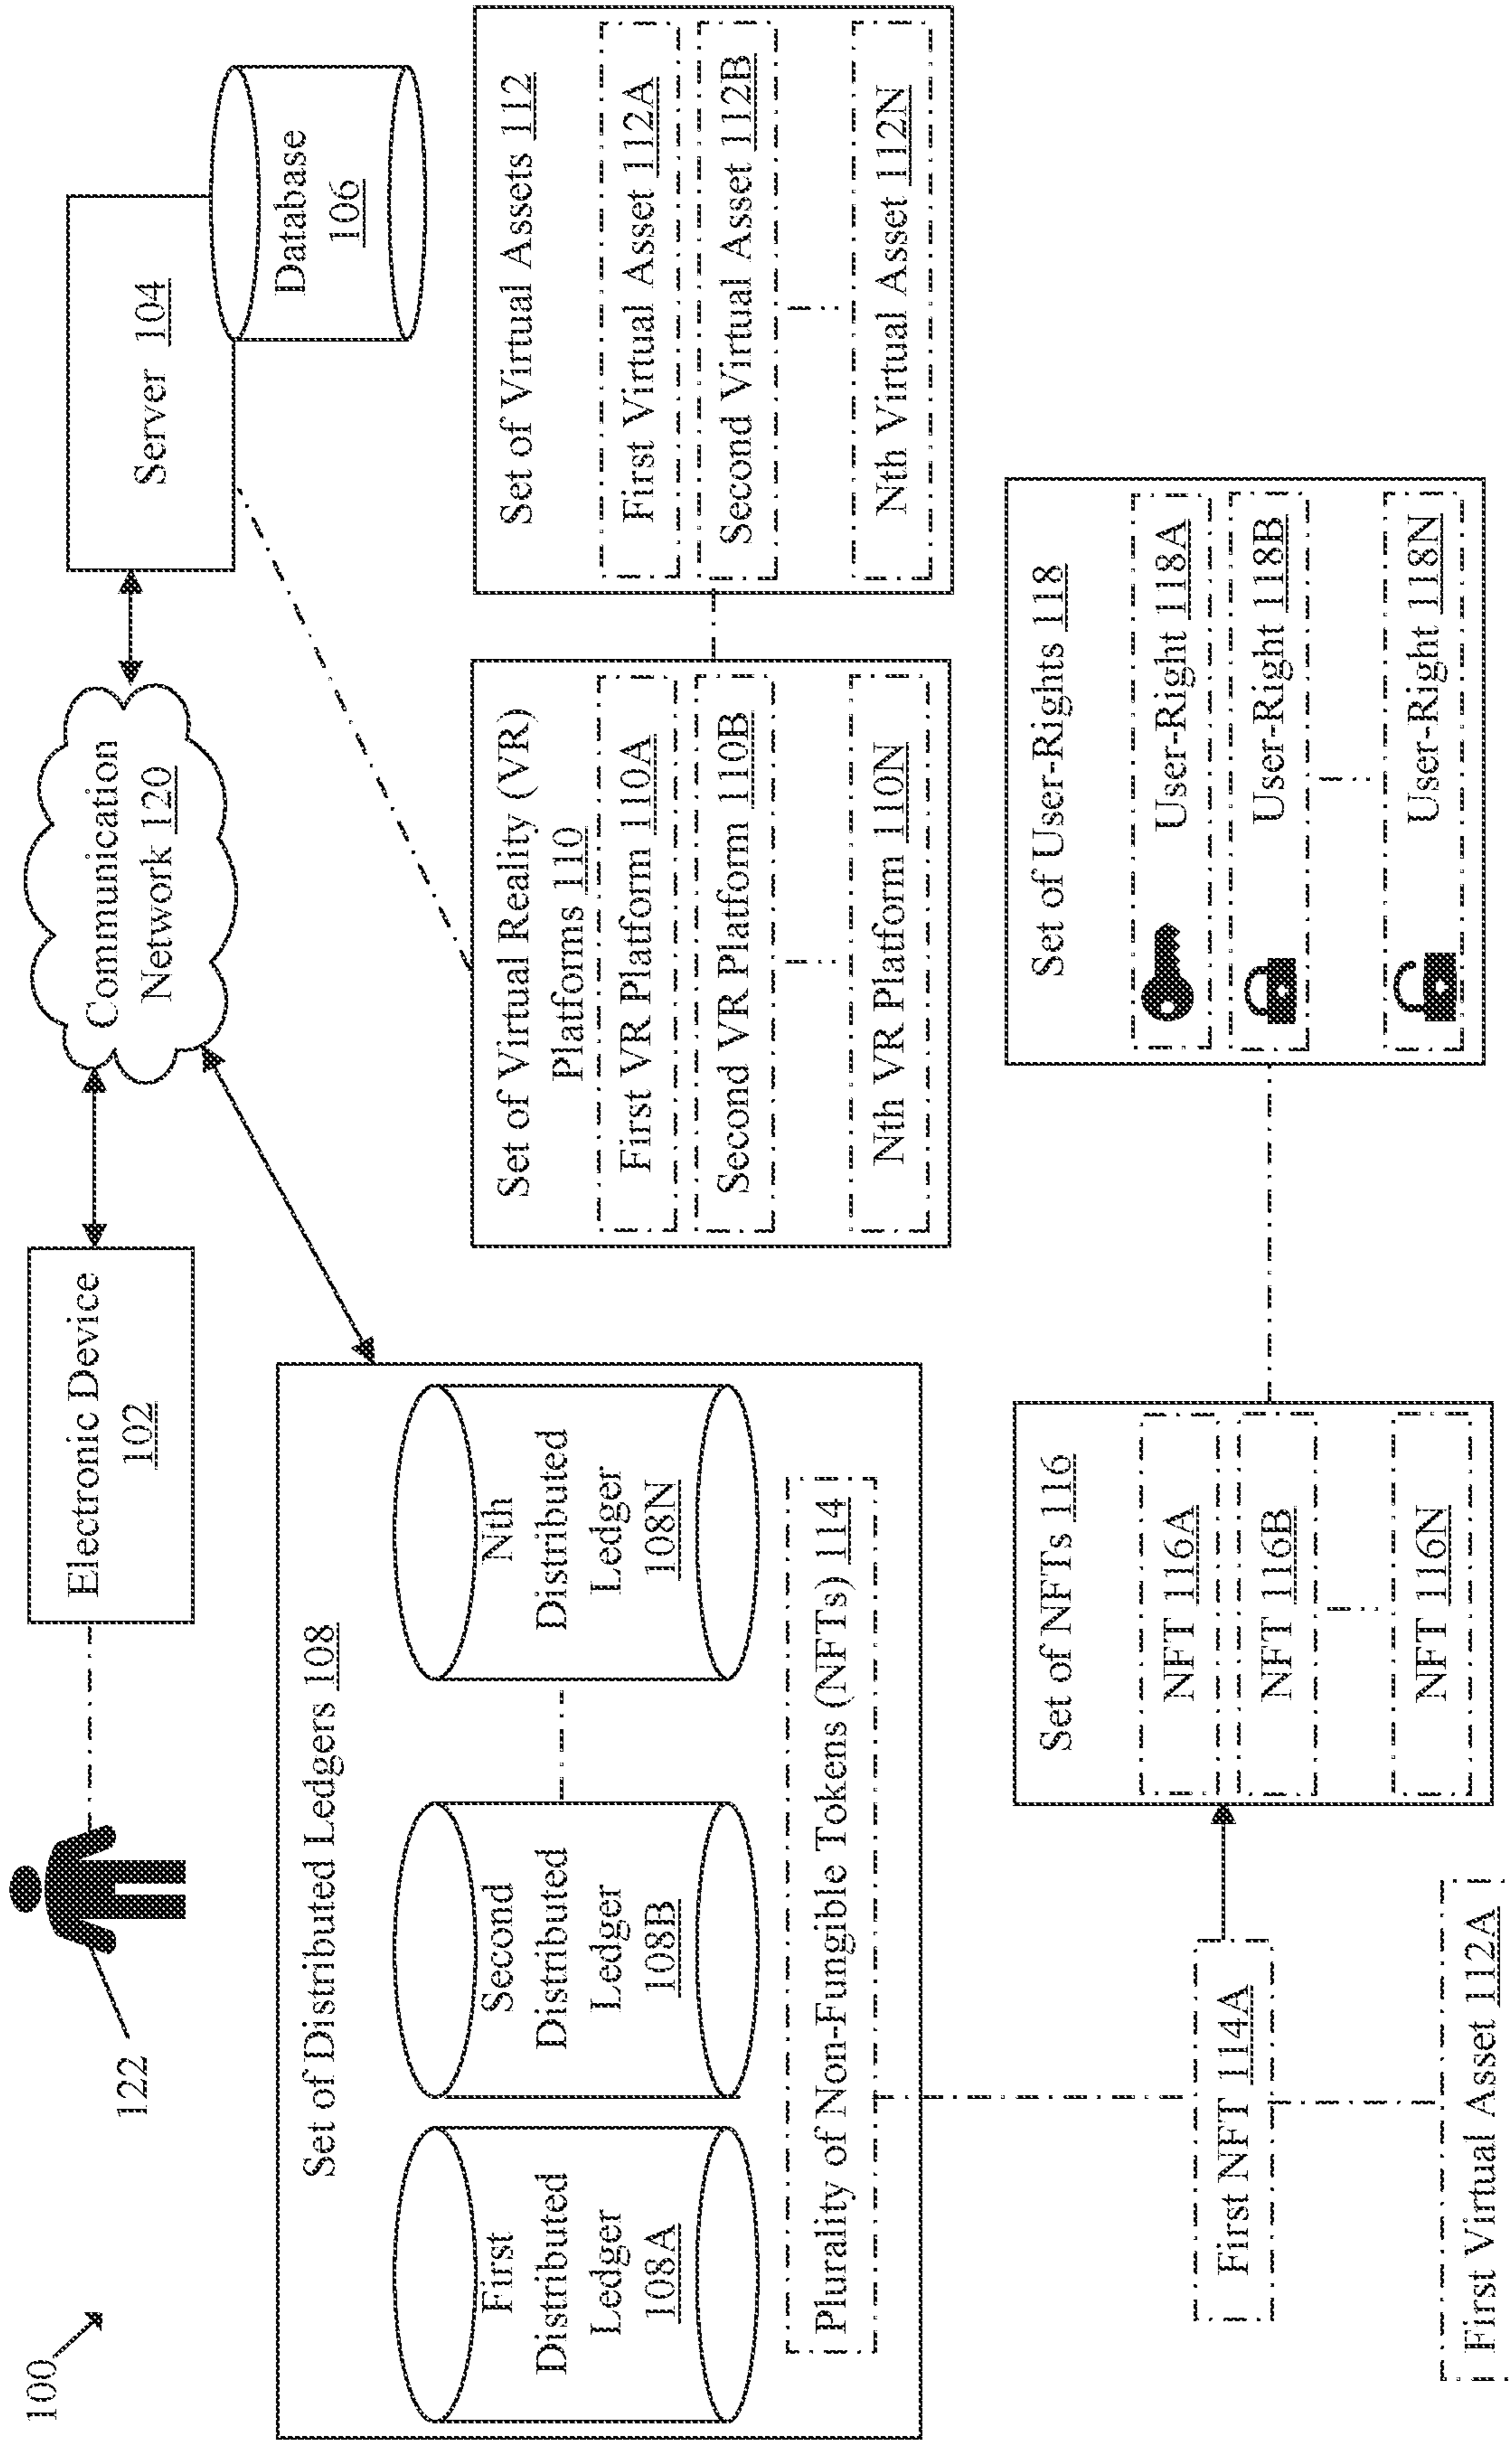 100
122
Electronic Device
102
Communication
Network 120
Server 104
Database
106
Set of Distributed Ledgers 108
First
Distributed
Ledger
108A
Second
Distributed
Ledger
108B
Nth
Distributed
Ledger
108N
Plurality of Non-Fungible Tokens (NFTs) 114
Set of Virtual Reality (VR)
Platforms 110
First VR Platform 110A
Second VR Platform 110B
Nth VR Platform 110N
Set of Virtual Assets 112
First Virtual Asset 112A
Second Virtual Asset 112B
Nth Virtual Asset 112N
First NFT 114A
First Virtual Asset 112A
Set of NFTs 116
NFT 116A
NFT 116B
NFT 116N
Set of User-Rights 118
User-Right 118A
User-Right 118B
User-Right 118N